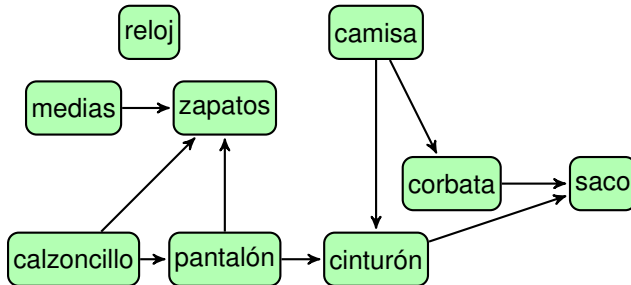 reloj
camisa
medias
zapatos
corbata
saco
calzoncillo
pantalón
cinturón